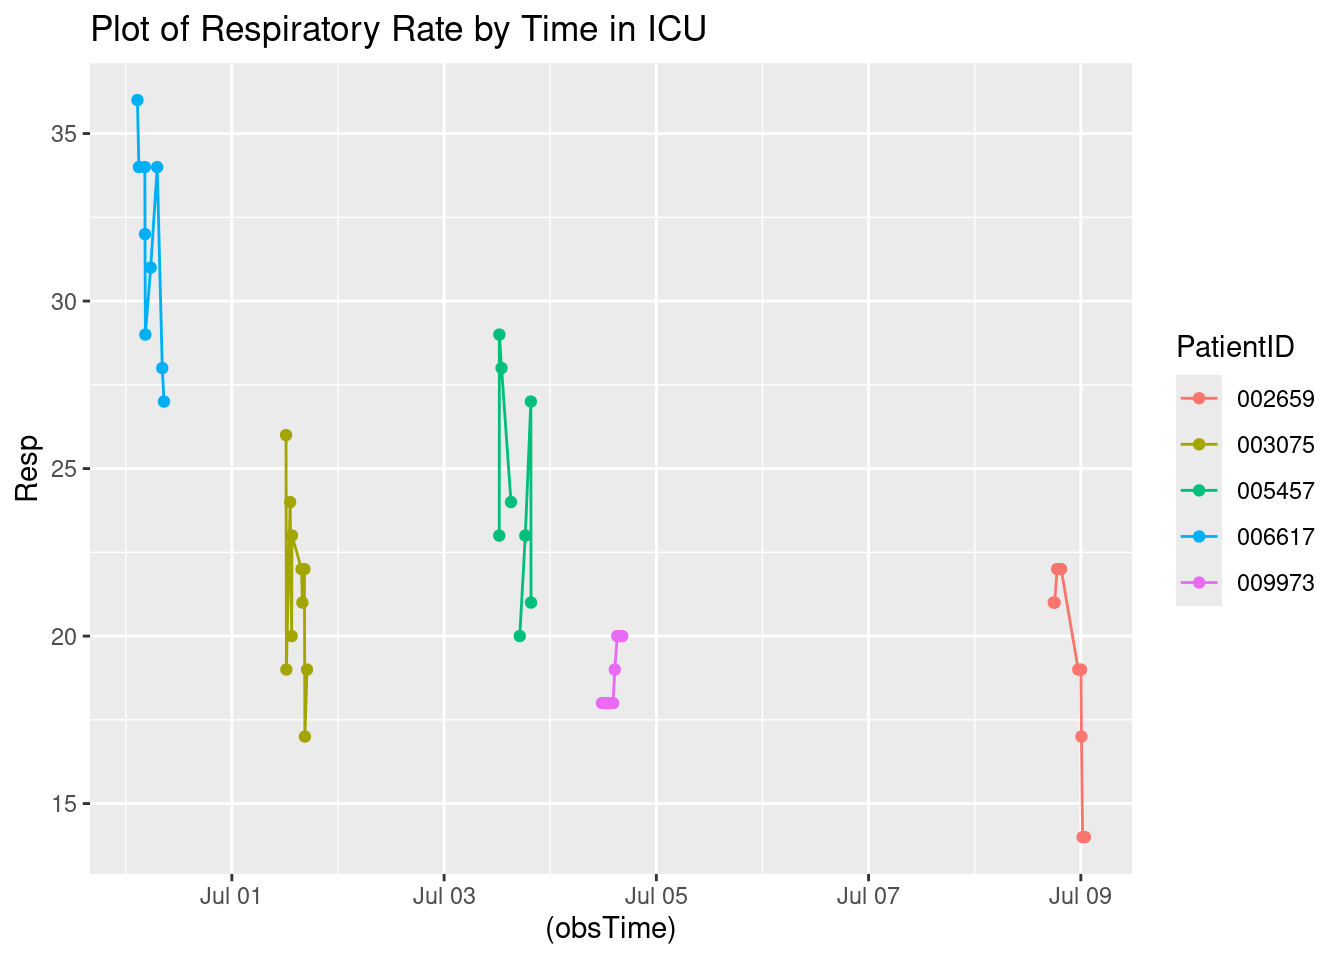 Plot of Respiratory Rate by Time in ICU
35
30
25
20
15
Resp
Jul 01
Jul 03
Jul 05
Jul 07
Jul 09
(obsTime)
PatientID
002659
003075
005457
006617
009973